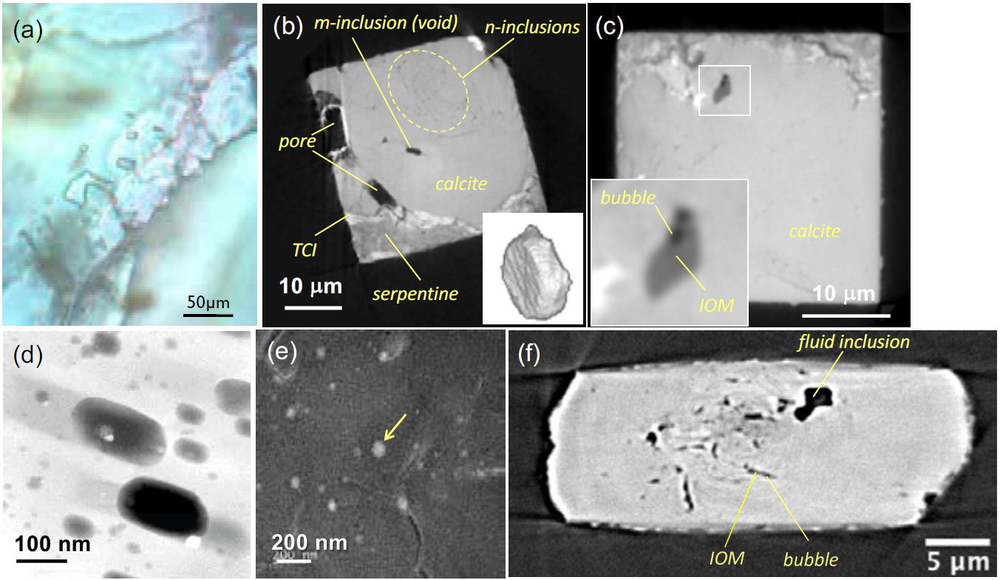 (a)
50μm
(b)
m-inclusion (void)
n-inclusions
pore
calcite
TCI
10 μm
serpentine
(c)
bubble
calcite
IOM
10 μm
(d)
100 nm
(e)
200 nm
(f)
fluid inclusion
IOM
bubble
5 μm